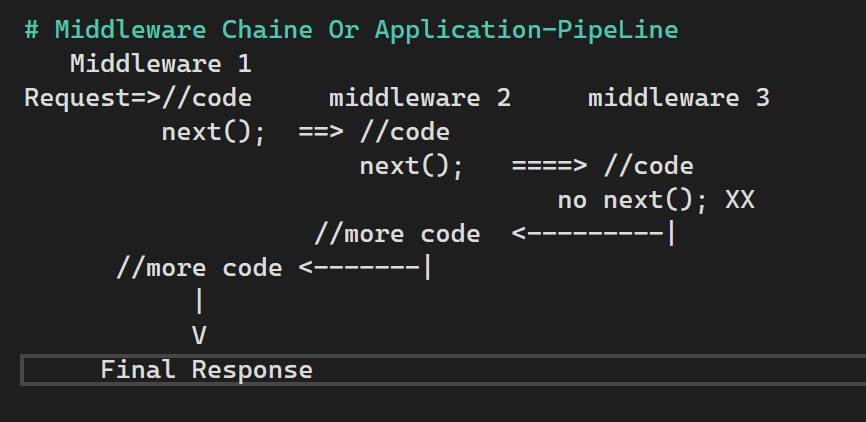 # Middleware Chaine Or Application-PipeLine
Middleware 1
Request=>//code     middleware 2     middleware 3
next();  ==> //code
next();   ====> //code
no next(); XX
//more code  <---------|
//more code <-------|
|
V
Final Response